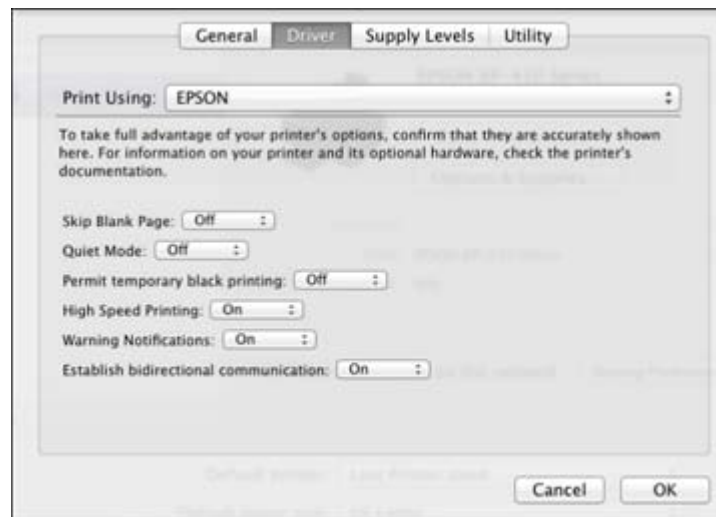 General Driver Supply Levels Utility
Print Using: EPSON
To take full advantage of your printer's options, confirm that they are accurately shown
here. For information on your printer and its optional hardware, check the printer's
documentation.
Skip Blank Page: Off
Quiet Mode: Off
Permit temporary black printing: Off
High Speed Printing: On
Warning Notifications: On
Establish bidirectional communication: On
Cancel OK